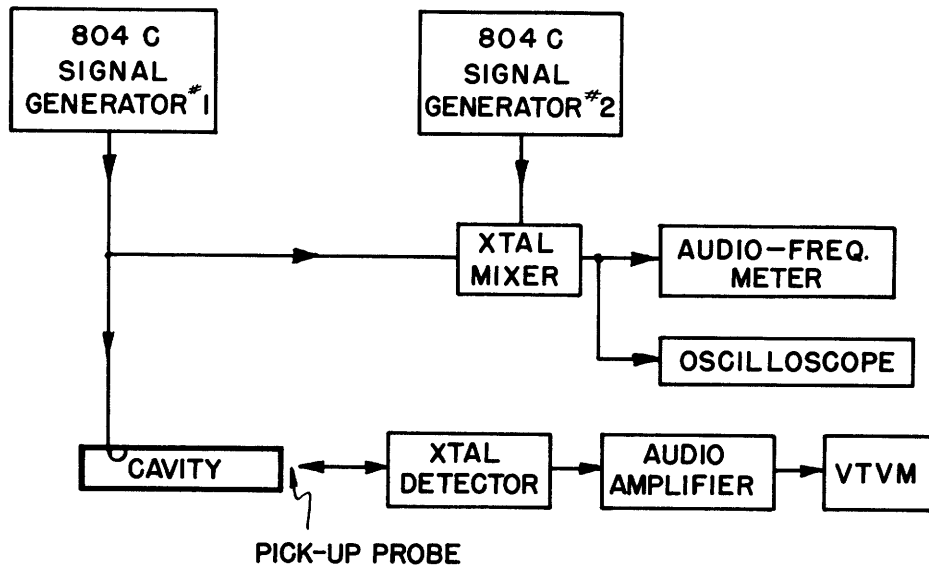 804 C
SIGNAL
GENERATOR #1
804 C
SIGNAL
GENERATOR #2
XTAL
MIXER
AUDIO-FREQ.
METER
OSCILLOSCOPE
CAVITY
XTAL
DETECTOR
AUDIO
AMPLIFIER
VTVM
PICK-UP PROBE